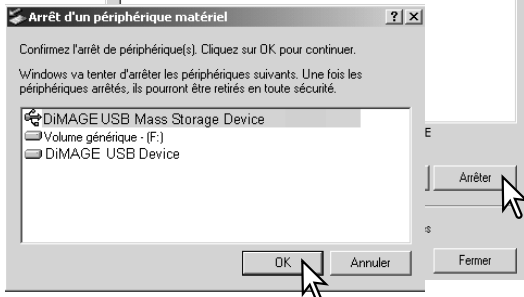 Arrêt d'un périphérique matériel
Confirmez l'arrêt de périphérique(s). Cliquez sur OK pour continuer.
Windows va tenter d'arrêter les périphériques suivants. Une fois les
périphériques arrêtés, ils pourront être retirés en toute sécurité.
DiMAGE USB Mass Storage Device
Volume générique - (F:)
DiMAGE USB Device
OK
Annuler
E
Arrêter
s
Fermer